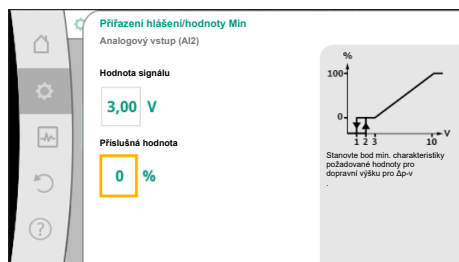 Přiřazení hlášení/hodnoty Min
Analogový vstup (AI2)
Hodnota signálu
3,00 V
Příslušná hodnota
0 %
%
100
0
1 2 3 10 V
Stanovte bod min. charakteristiky
požadované hodnoty pro
dopravní výšku pro Δp-v
.
?